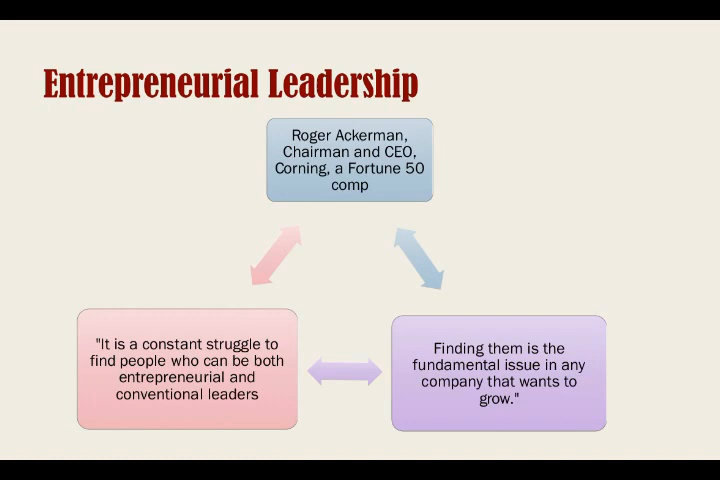 Entrepreneurial Leadership
Roger Ackerman,
Chairman and CEO,
Corning, a Fortune 50
comp
"It is a constant struggle to
find people who can be both
entrepreneurial and
conventional leaders
Finding them is the
fundamental issue in any
company that wants to
grow."